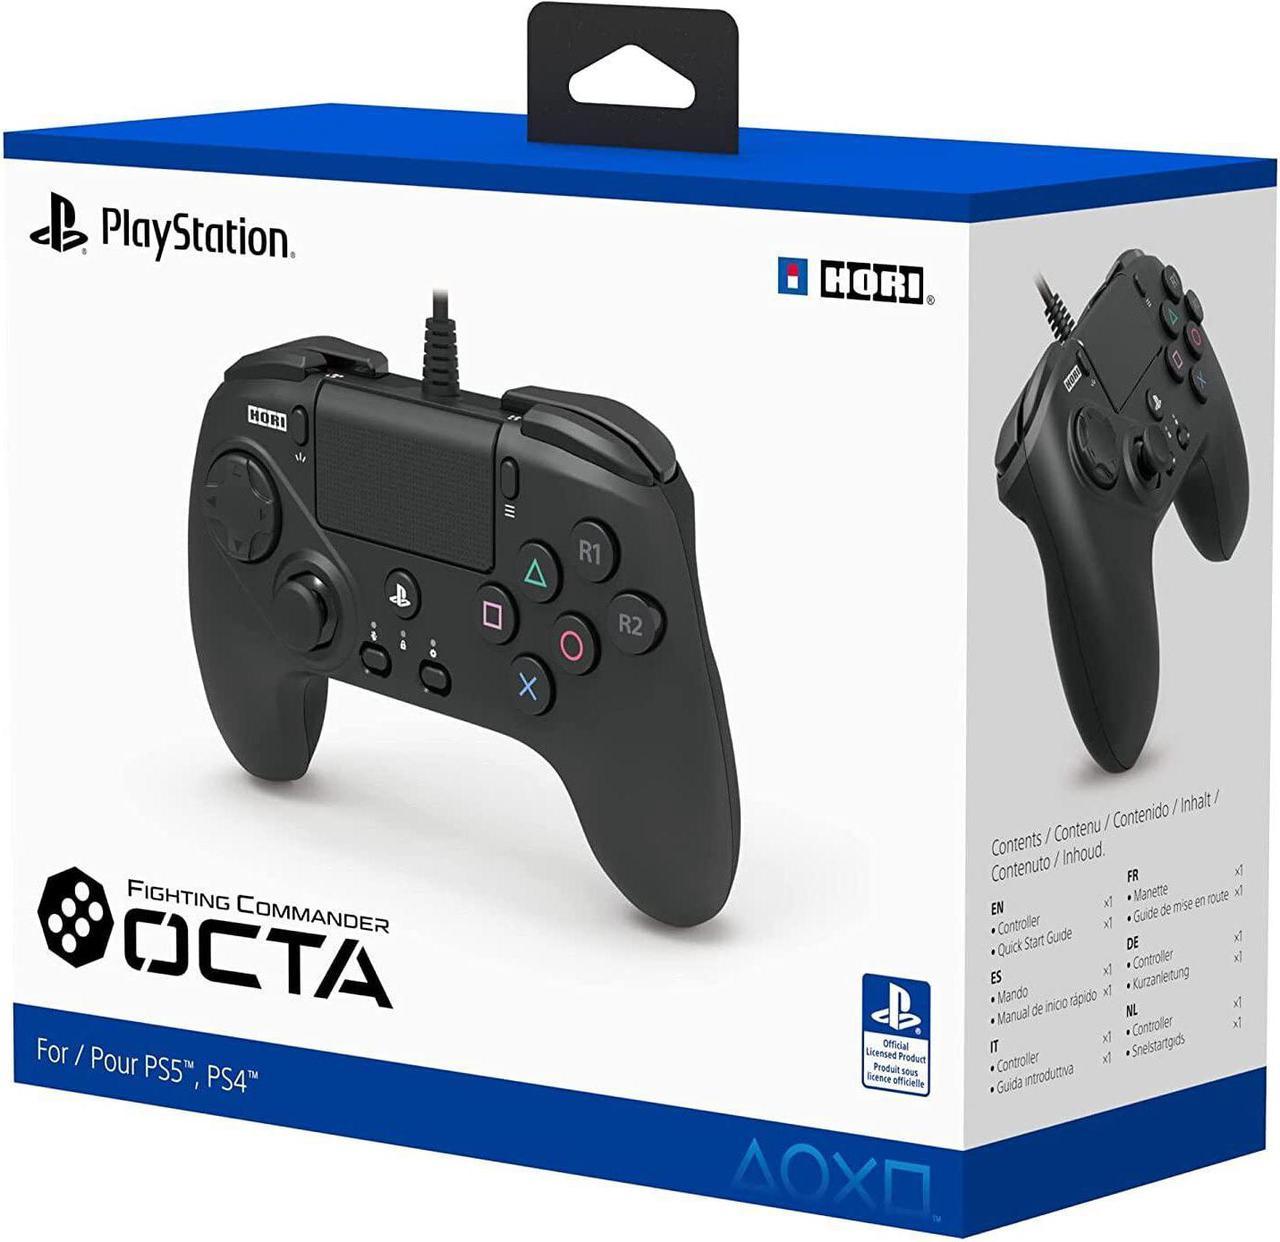 PlayStation®
HORI®
HORI
R1
R2
FIGHTING COMMANDER
OCTA
For / Pour PS5™, PS4™
Official
Licensed Product
Produit sous
licence officielle
™
HORI
Contents / Contenu / Contenido / Inhalt /
Contenuto / Inhoud.
EN
• Controller x1
• Quick Start Guide x1
ES
• Mando x1
• Manual de inicio rápido x1
IT
• Controller x1
• Guida introduttiva x1
FR
• Manette x1
• Guide de mise en route x1
DE
• Controller x1
• Kurzanleitung x1
NL
• Controller x1
• Snelstartgids x1